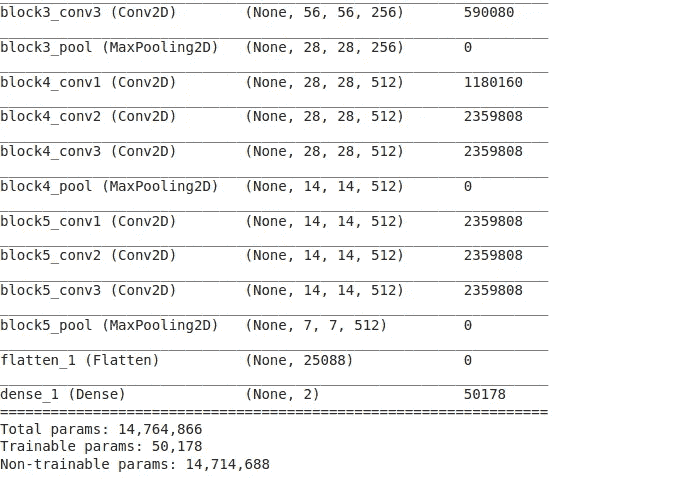 block3_conv3 (Conv2D) (None, 56, 56, 256) 590080
block3_pool (MaxPooling2D) (None, 28, 28, 256) 0
block4_conv1 (Conv2D) (None, 28, 28, 512) 1180160
block4_conv2 (Conv2D) (None, 28, 28, 512) 2359808
block4_conv3 (Conv2D) (None, 28, 28, 512) 2359808
block4_pool (MaxPooling2D) (None, 14, 14, 512) 0
block5_conv1 (Conv2D) (None, 14, 14, 512) 2359808
block5_conv2 (Conv2D) (None, 14, 14, 512) 2359808
block5_conv3 (Conv2D) (None, 14, 14, 512) 2359808
block5_pool (MaxPooling2D) (None, 7, 7, 512) 0
flatten_1 (Flatten) (None, 25088) 0
dense_1 (Dense) (None, 2) 50178
=================================================================
Total params: 14,764,866
Trainable params: 50,178
Non-trainable params: 14,714,688